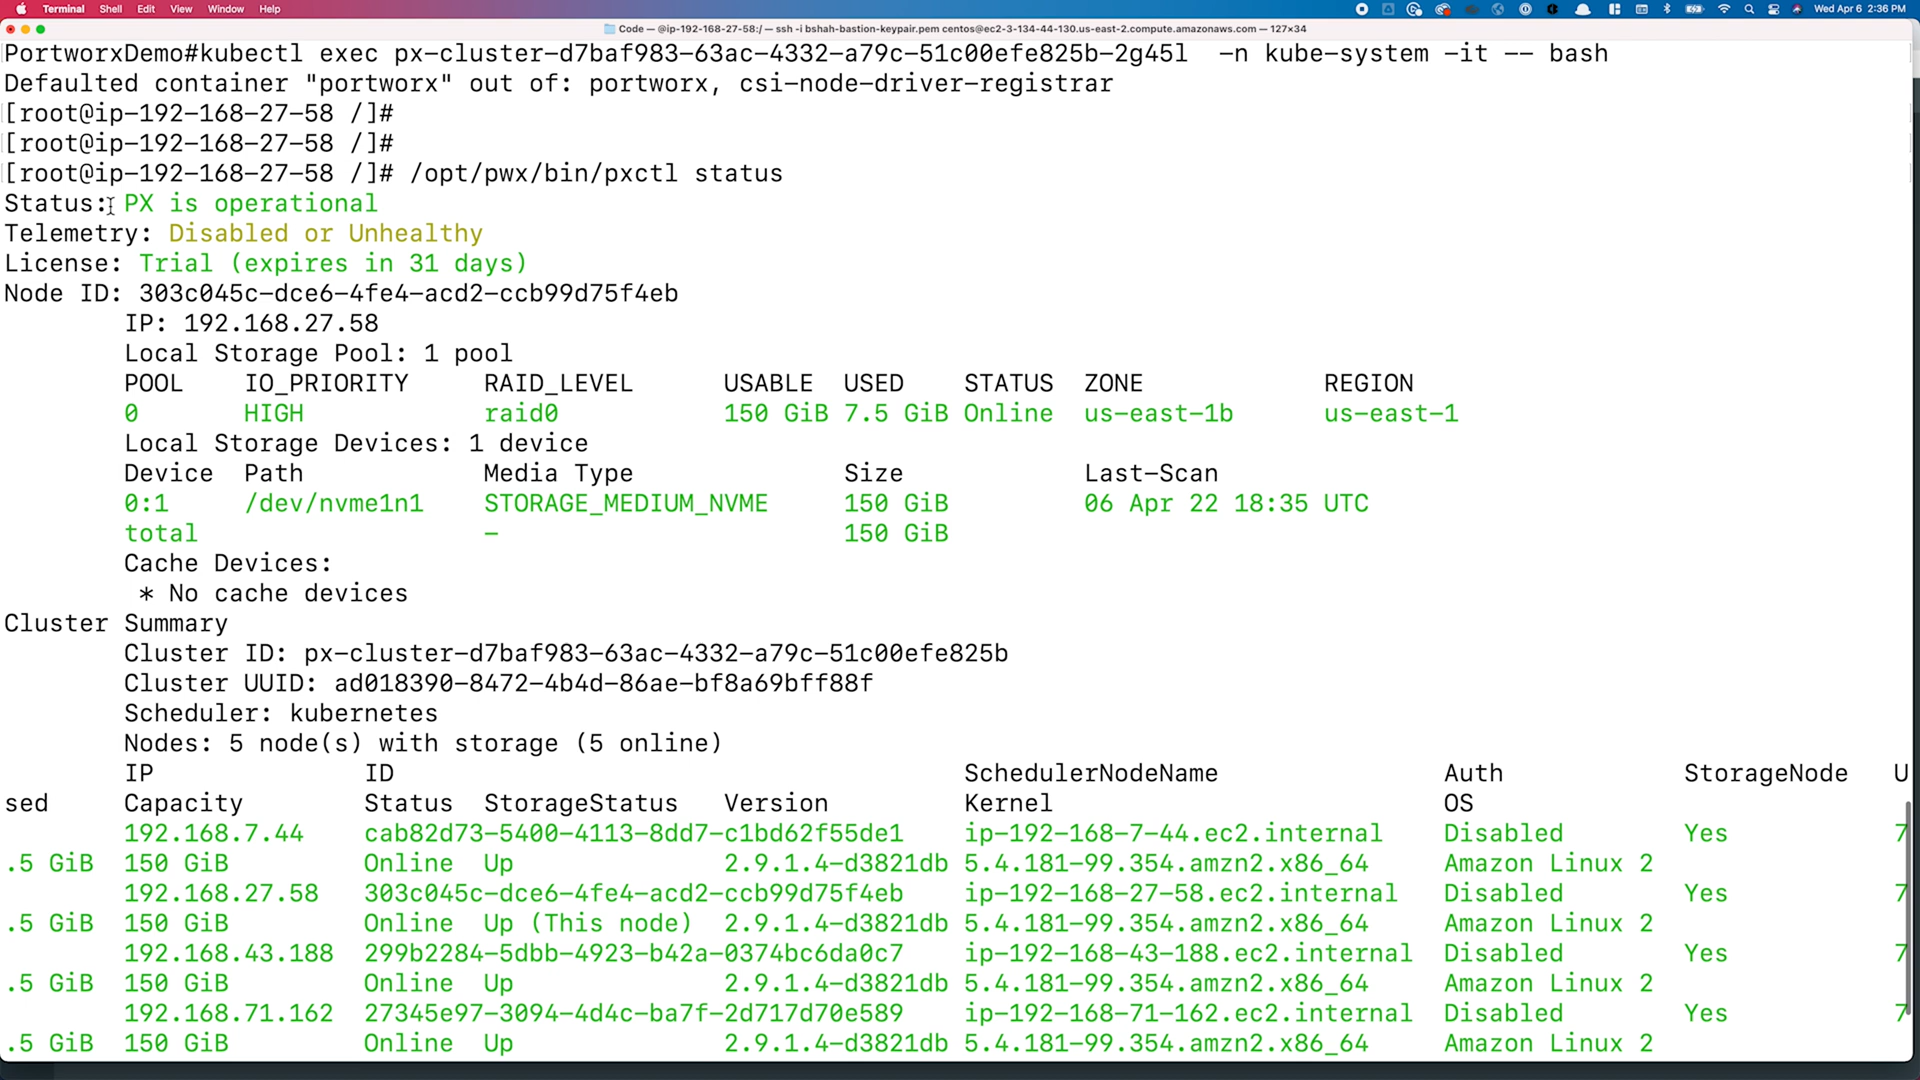 Terminal Shell Edit View Window Help Wed Apr 6 2:36 PM
Code — @ip-192-168-27-58:/ — ssh -i bshah-bastion-keypair.pem centos@ec2-3-134-44-130.us-east-2.compute.amazonaws.com — 127×34
PortworxDemo#kubectl exec px-cluster-d7baf983-63ac-4332-a79c-51c00efe825b-2g45l  -n kube-system -it -- bash
Defaulted container "portworx" out of: portworx, csi-node-driver-registrar
[root@ip-192-168-27-58 /]#
[root@ip-192-168-27-58 /]#
[root@ip-192-168-27-58 /]# /opt/pwx/bin/pxctl status
Status: PX is operational
Telemetry: Disabled or Unhealthy
License: Trial (expires in 31 days)
Node ID: 303c045c-dce6-4fe4-acd2-ccb99d75f4eb
IP: 192.168.27.58
Local Storage Pool: 1 pool
POOL IO_PRIORITY RAID_LEVEL USABLE USED STATUS ZONE REGION
0 HIGH raid0 150 GiB 7.5 GiB Online us-east-1b us-east-1
Local Storage Devices: 1 device
Device Path Media Type Size Last-Scan
0:1 /dev/nvme1n1 STORAGE_MEDIUM_NVME 150 GiB 06 Apr 22 18:35 UTC
total - 150 GiB
Cache Devices:
* No cache devices
Cluster Summary
Cluster ID: px-cluster-d7baf983-63ac-4332-a79c-51c00efe825b
Cluster UUID: ad018390-8472-4b4d-86ae-bf8a69bff88f
Scheduler: kubernetes
Nodes: 5 node(s) with storage (5 online)
IP ID SchedulerNodeName Auth StorageNode U
sed Capacity Status StorageStatus Version Kernel OS
192.168.7.44 cab82d73-5400-4113-8dd7-c1bd62f55de1 ip-192-168-7-44.ec2.internal Disabled Yes 7
.5 GiB 150 GiB Online Up 2.9.1.4-d3821db 5.4.181-99.354.amzn2.x86_64 Amazon Linux 2
192.168.27.58 303c045c-dce6-4fe4-acd2-ccb99d75f4eb ip-192-168-27-58.ec2.internal Disabled Yes 7
.5 GiB 150 GiB Online Up (This node) 2.9.1.4-d3821db 5.4.181-99.354.amzn2.x86_64 Amazon Linux 2
192.168.43.188 299b2284-5dbb-4923-b42a-0374bc6da0c7 ip-192-168-43-188.ec2.internal Disabled Yes 7
.5 GiB 150 GiB Online Up 2.9.1.4-d3821db 5.4.181-99.354.amzn2.x86_64 Amazon Linux 2
192.168.71.162 27345e97-3094-4d4c-ba7f-2d717d70e589 ip-192-168-71-162.ec2.internal Disabled Yes 7
.5 GiB 150 GiB Online Up 2.9.1.4-d3821db 5.4.181-99.354.amzn2.x86_64 Amazon Linux 2